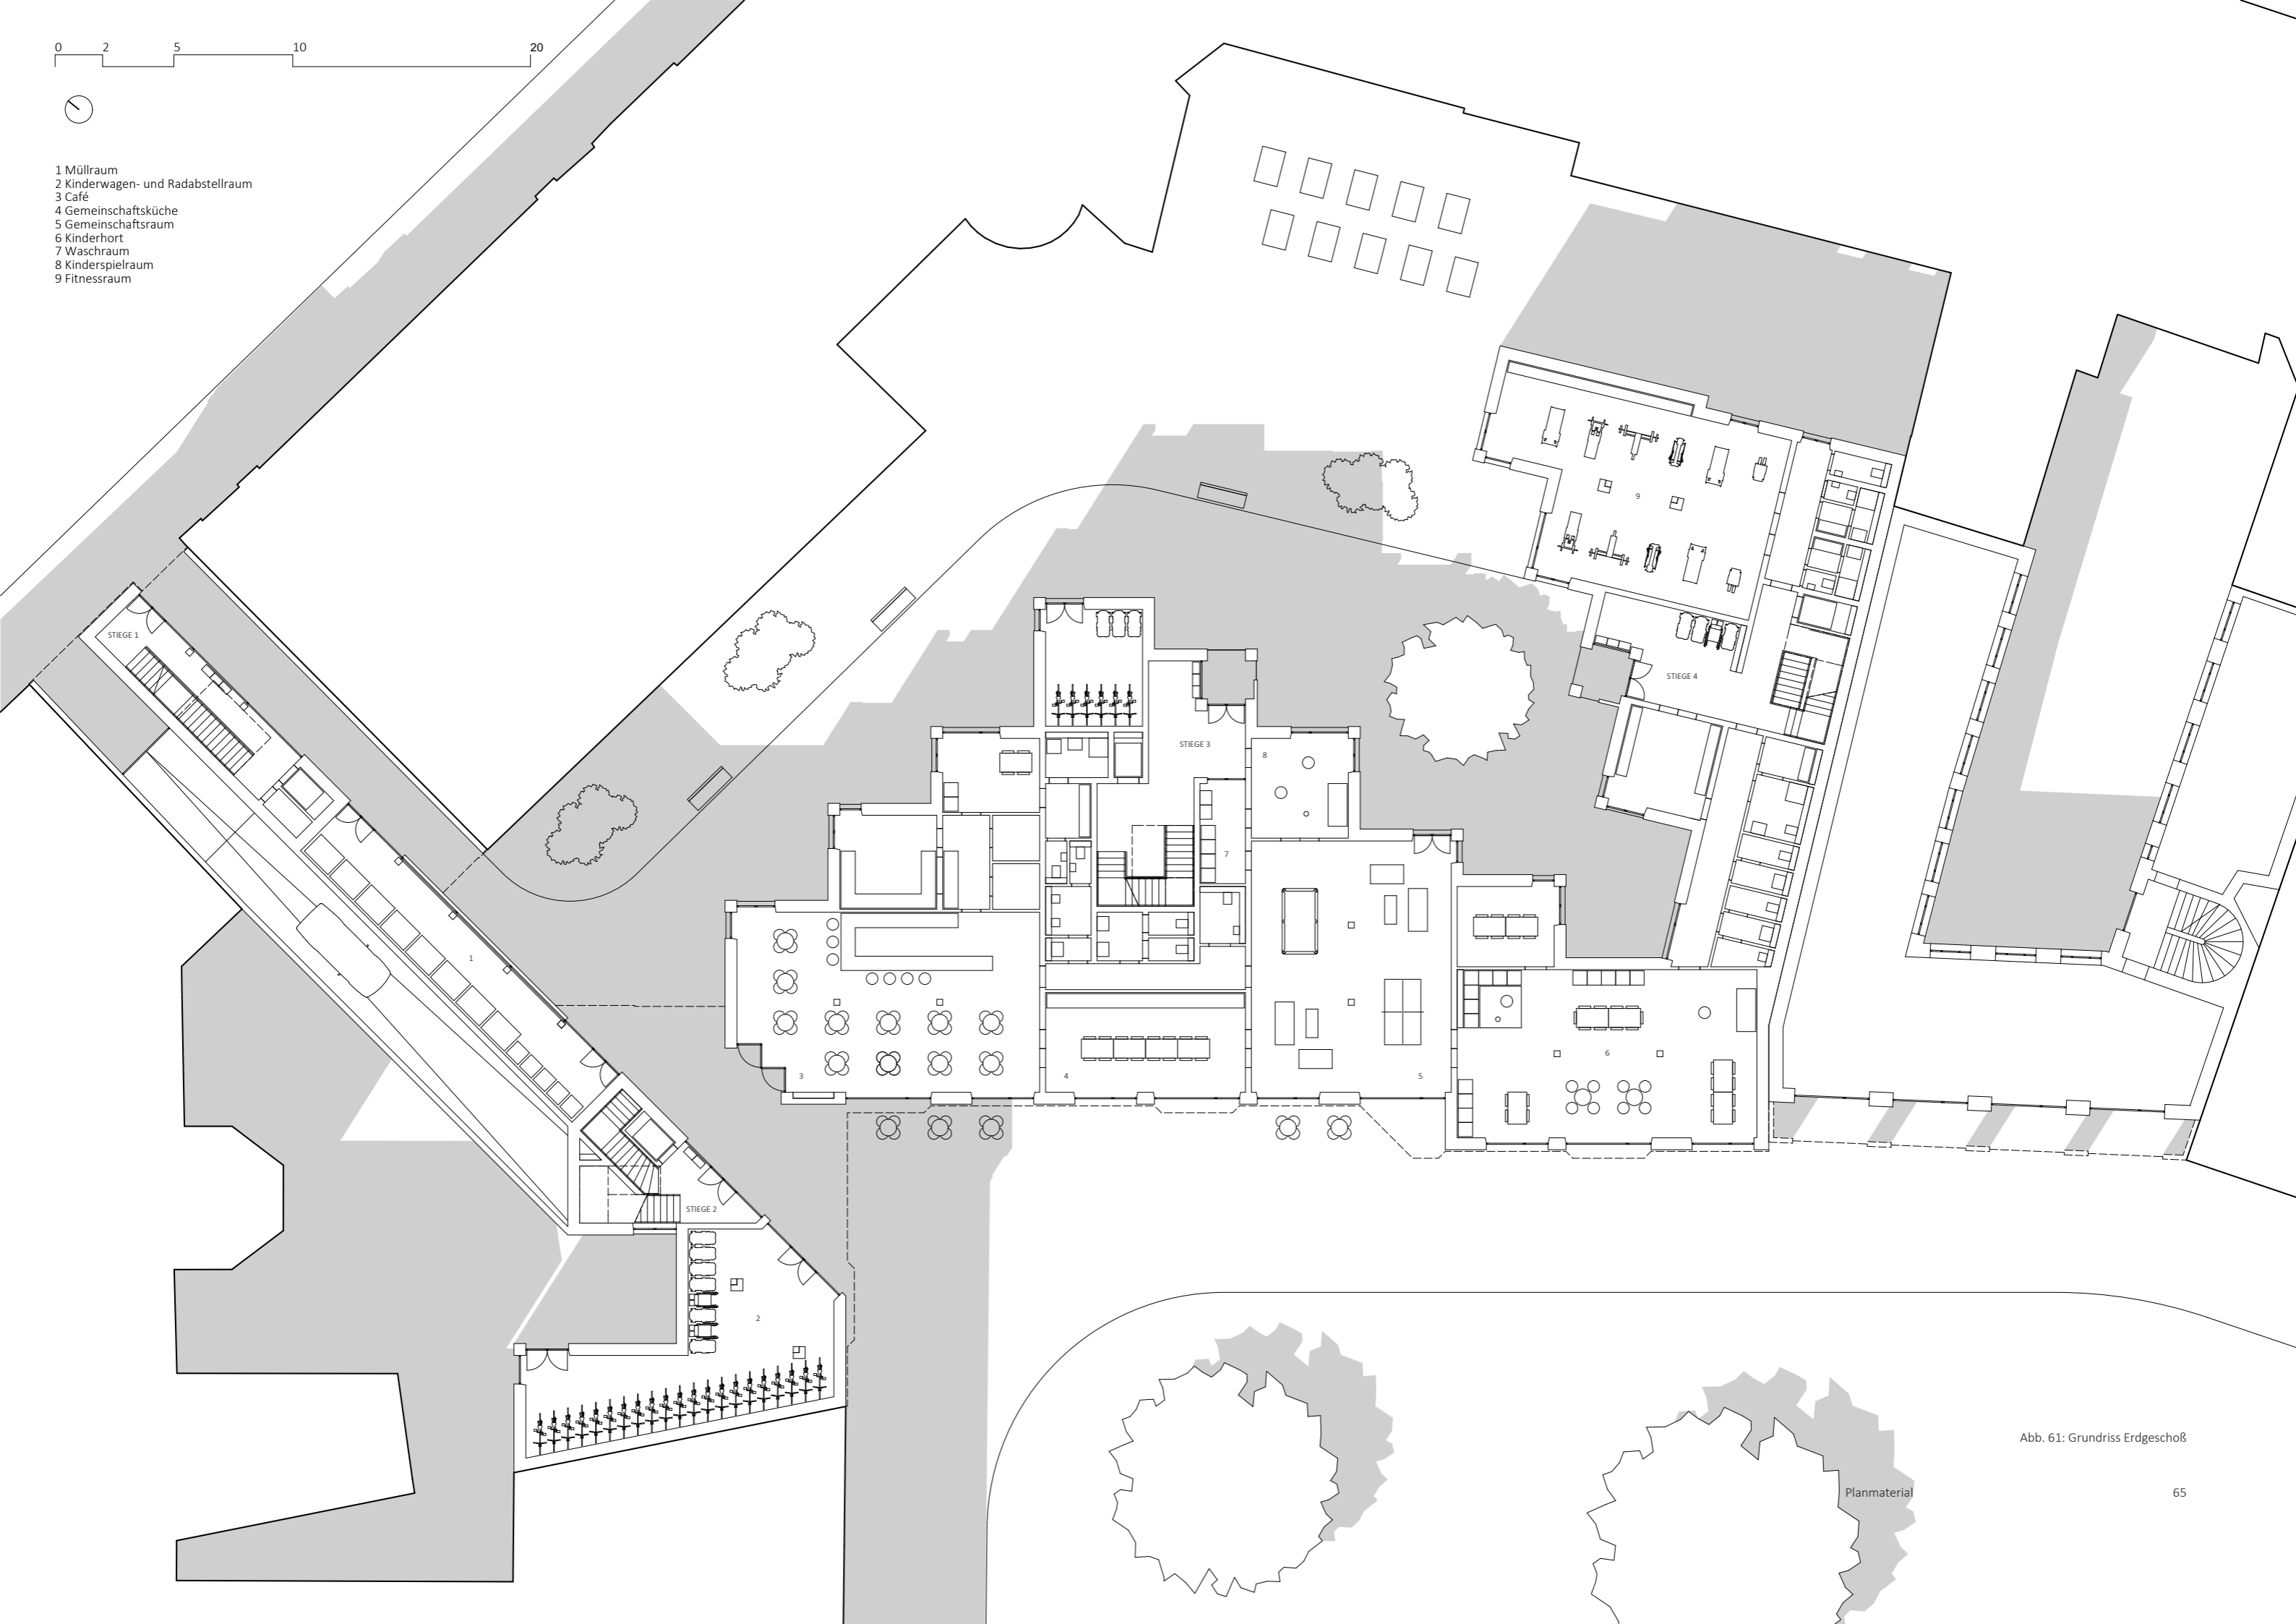 0 2 5 10 20
1 Müllraum
2 Kinderwagen- und Radabstellraum
3 Café
4 Gemeinschaftsküche
5 Gemeinschaftsraum
6 Kinderhort
7 Waschraum
8 Kinderspielraum
9 Fitnessraum
9
STIEGE 1
STIEGE 4
STIEGE 3
8
7
1
6
3
4
5
STIEGE 2
2
Abb. 61: Grundriss Erdgeschoß
Planmaterial 65